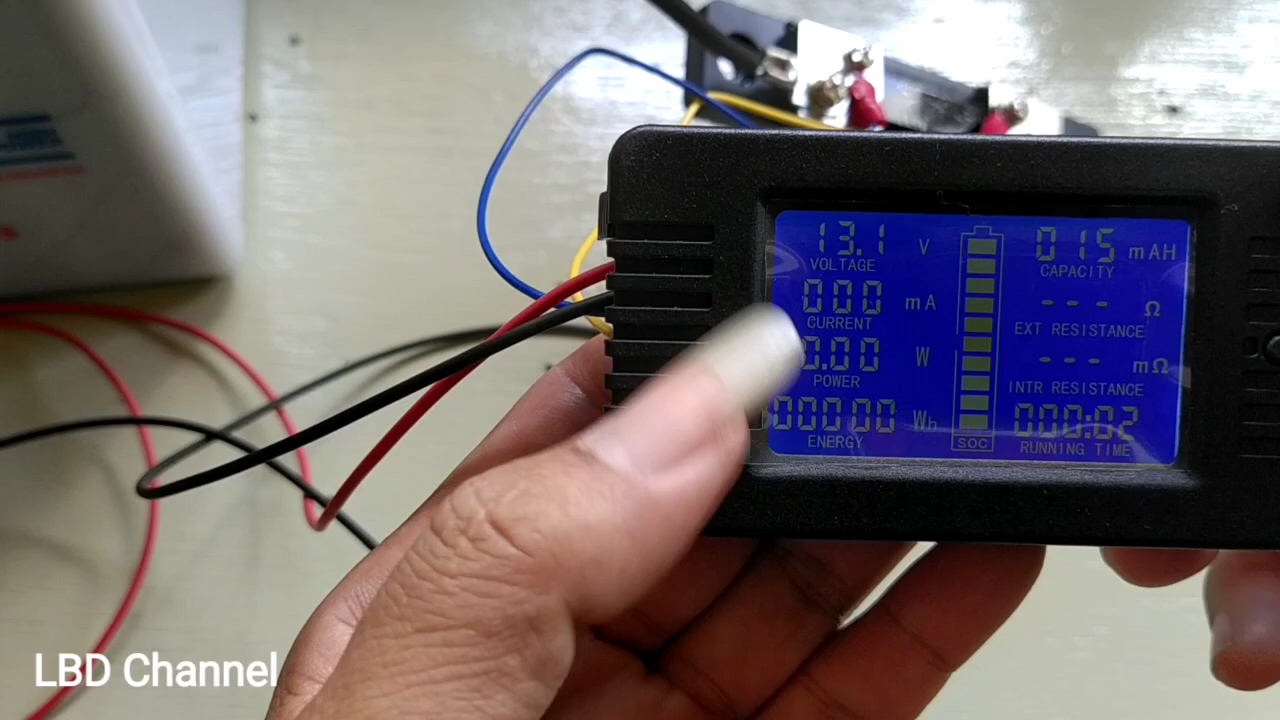 13.1 V
VOLTAGE
000 mA
CURRENT
0.00 W
POWER
00000 Wh
ENERGY
SOC
015 mAH
CAPACITY
--- Ω
EXT RESISTANCE
--- mΩ
INTR RESISTANCE
000:02
RUNNING TIME
LBD Channel